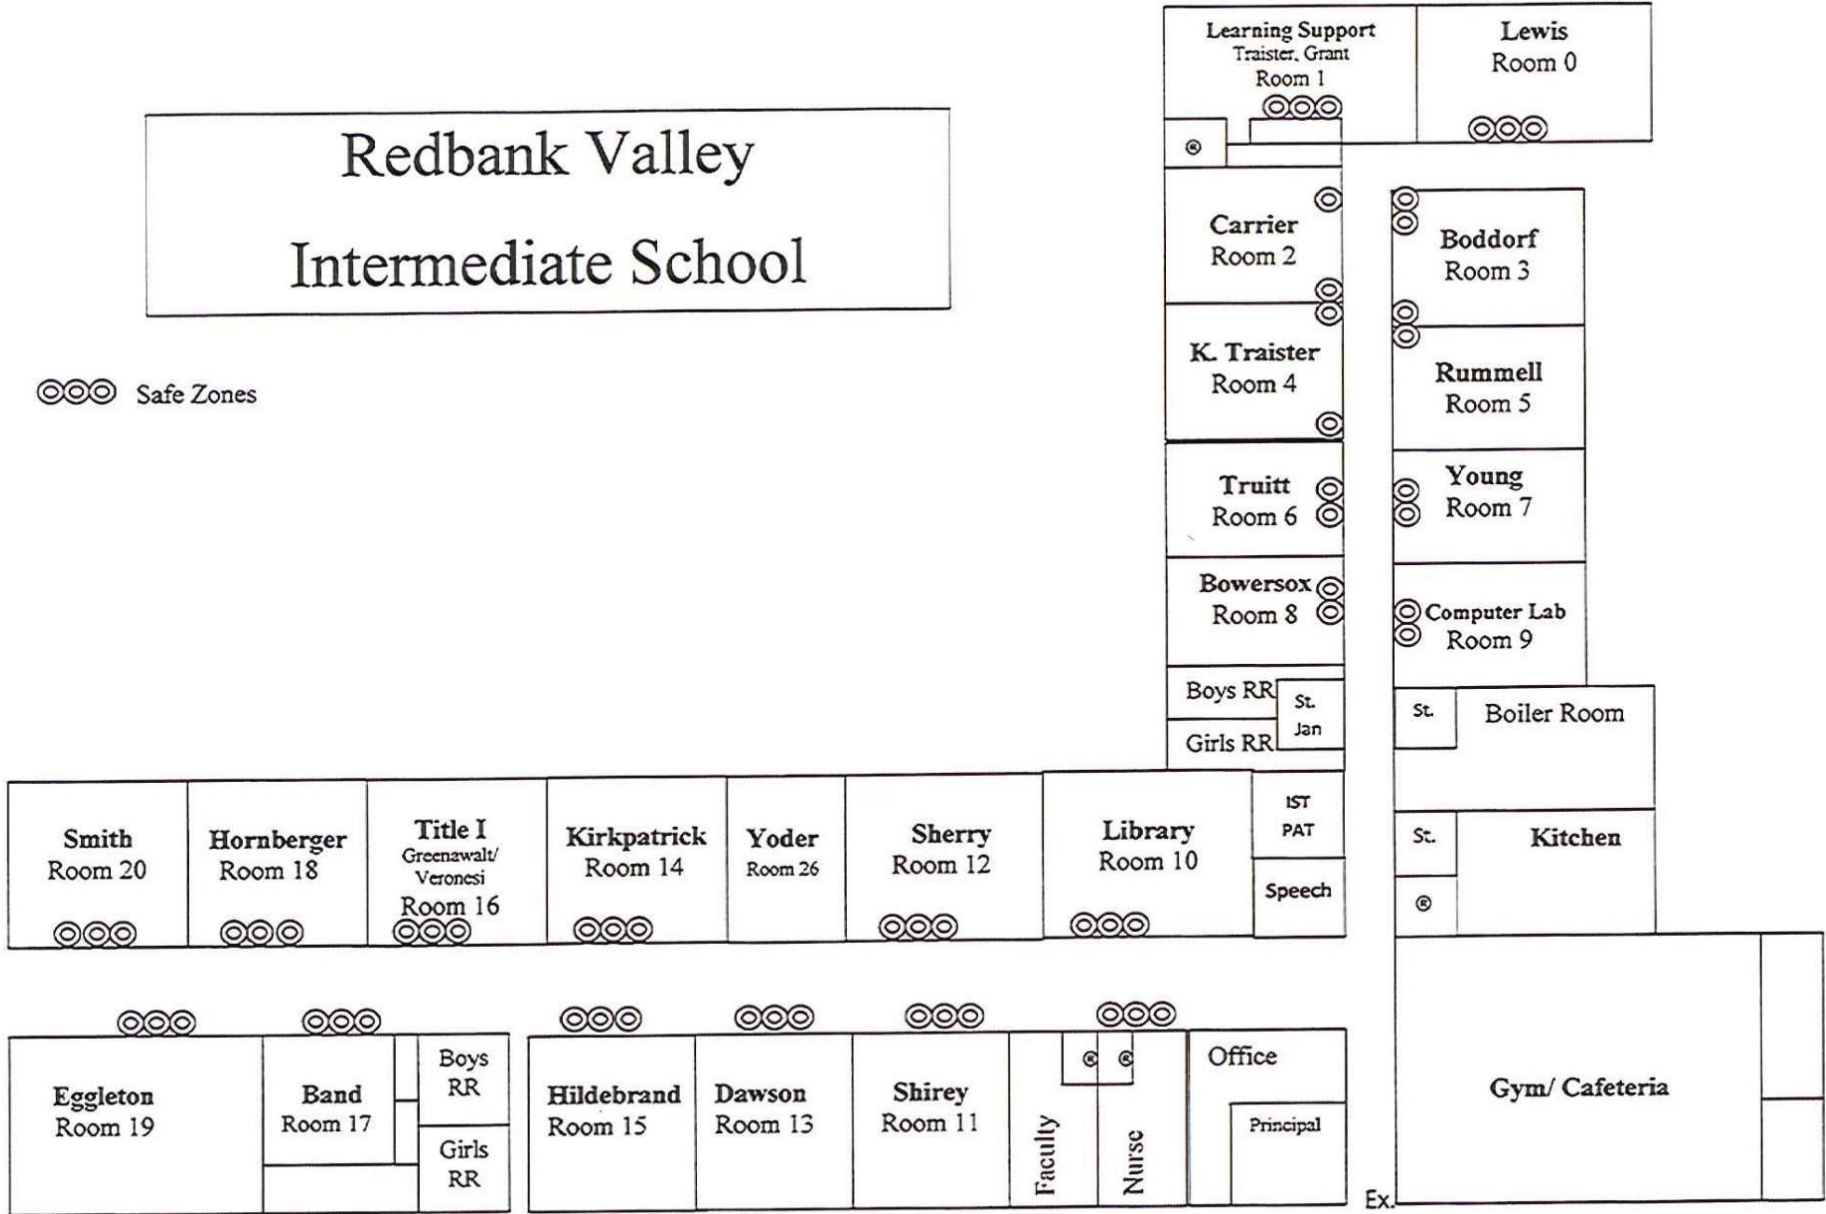 Redbank Valley
Intermediate School
Safe Zones
Learning Support
Traister, Grant
Room 1
Lewis
Room 0
®
Carrier
Room 2
Boddorf
Room 3
K. Traister
Room 4
Rummell
Room 5
Truitt
Room 6
Young
Room 7
Bowersox
Room 8
Computer Lab
Room 9
Boys RR
St.
Jan
Girls RR
St.
Boiler Room
Smith
Room 20
Hornberger
Room 18
Title I
Greenawalt/
Veronesi
Room 16
Kirkpatrick
Room 14
Yoder
Room 26
Sherry
Room 12
Library
Room 10
IST
PAT
Speech
St.
Kitchen
®
Eggleton
Room 19
Band
Room 17
Boys
RR
Girls
RR
Hildebrand
Room 15
Dawson
Room 13
Shirey
Room 11
Faculty
®
®
Nurse
Office
Principal
Ex.
Gym/ Cafeteria